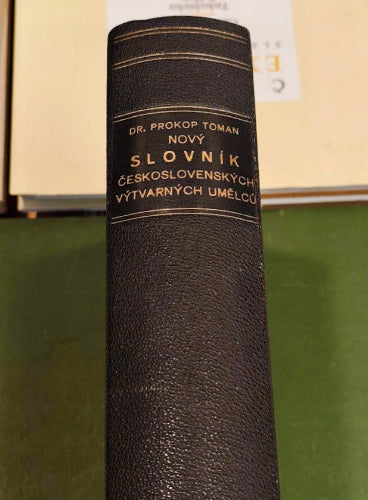 DR. PROKOP TOMAN
NOVÝ
SLOVNÍK
ČESKOSLOVENSKÝCH
VÝTVARNÝCH UMĚLCŮ